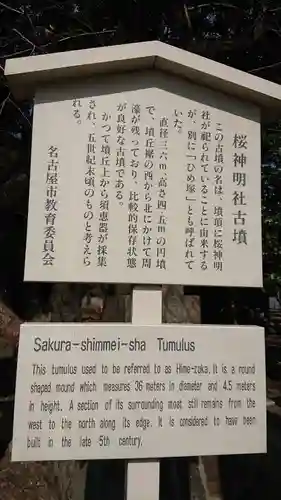 桜神明社古墳
この古墳の名は、墳頂に桜神明
社が祀られていることに由来する
が、別に「ひめ塚」とも呼ばれて
いた。
直径三六m、高さ四・五mの円墳
で、墳丘裾の西から北にかけて周
濠が残っており、比較的保存状態
が良好な古墳である。
かつて墳丘上から須恵器が採集
され、五世紀末頃のものと考えら
れる。
名古屋市教育委員会
Sakura-shimmei-sha Tumulus
This tumulus used to be referred to as Hime-zuka. It is a round
shaped mound which measures 36 meters in diameter and 4.5 meters
in height. A section of its surrounding moat still remains from the
west to the north along its edge. It is considered to have been
built in the late 5th century.